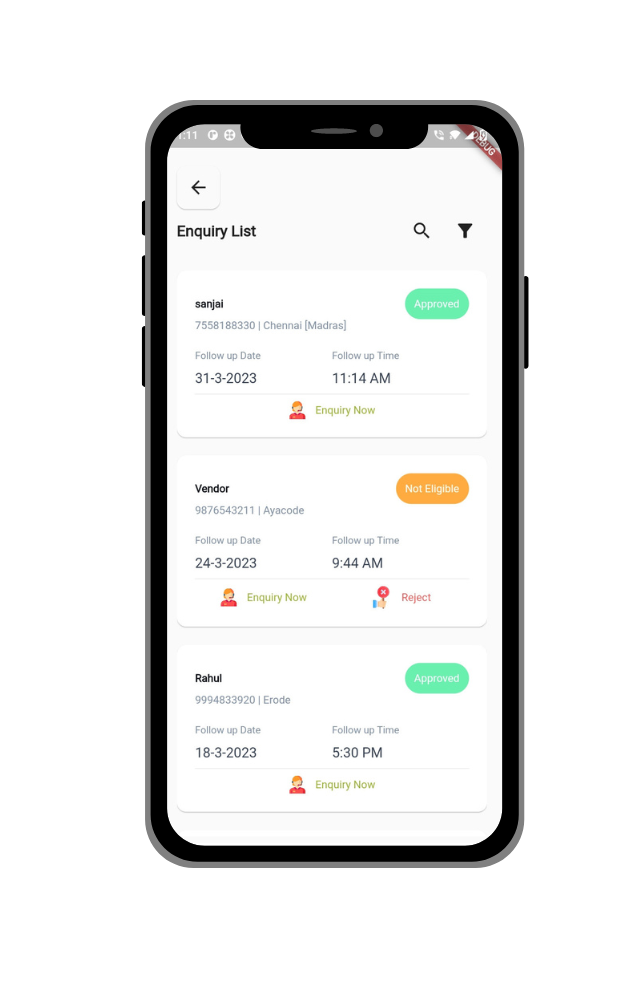 :11
DEBUG
Enquiry List
sanjai
Approved
7558188330 | Chennai [Madras]
Follow up Date
Follow up Time
31-3-2023
11:14 AM
Enquiry Now
Vendor
Not Eligible
9876543211 | Ayacode
Follow up Date
Follow up Time
24-3-2023
9:44 AM
Enquiry Now
Reject
Rahul
Approved
9994833920 | Erode
Follow up Date
Follow up Time
18-3-2023
5:30 PM
Enquiry Now